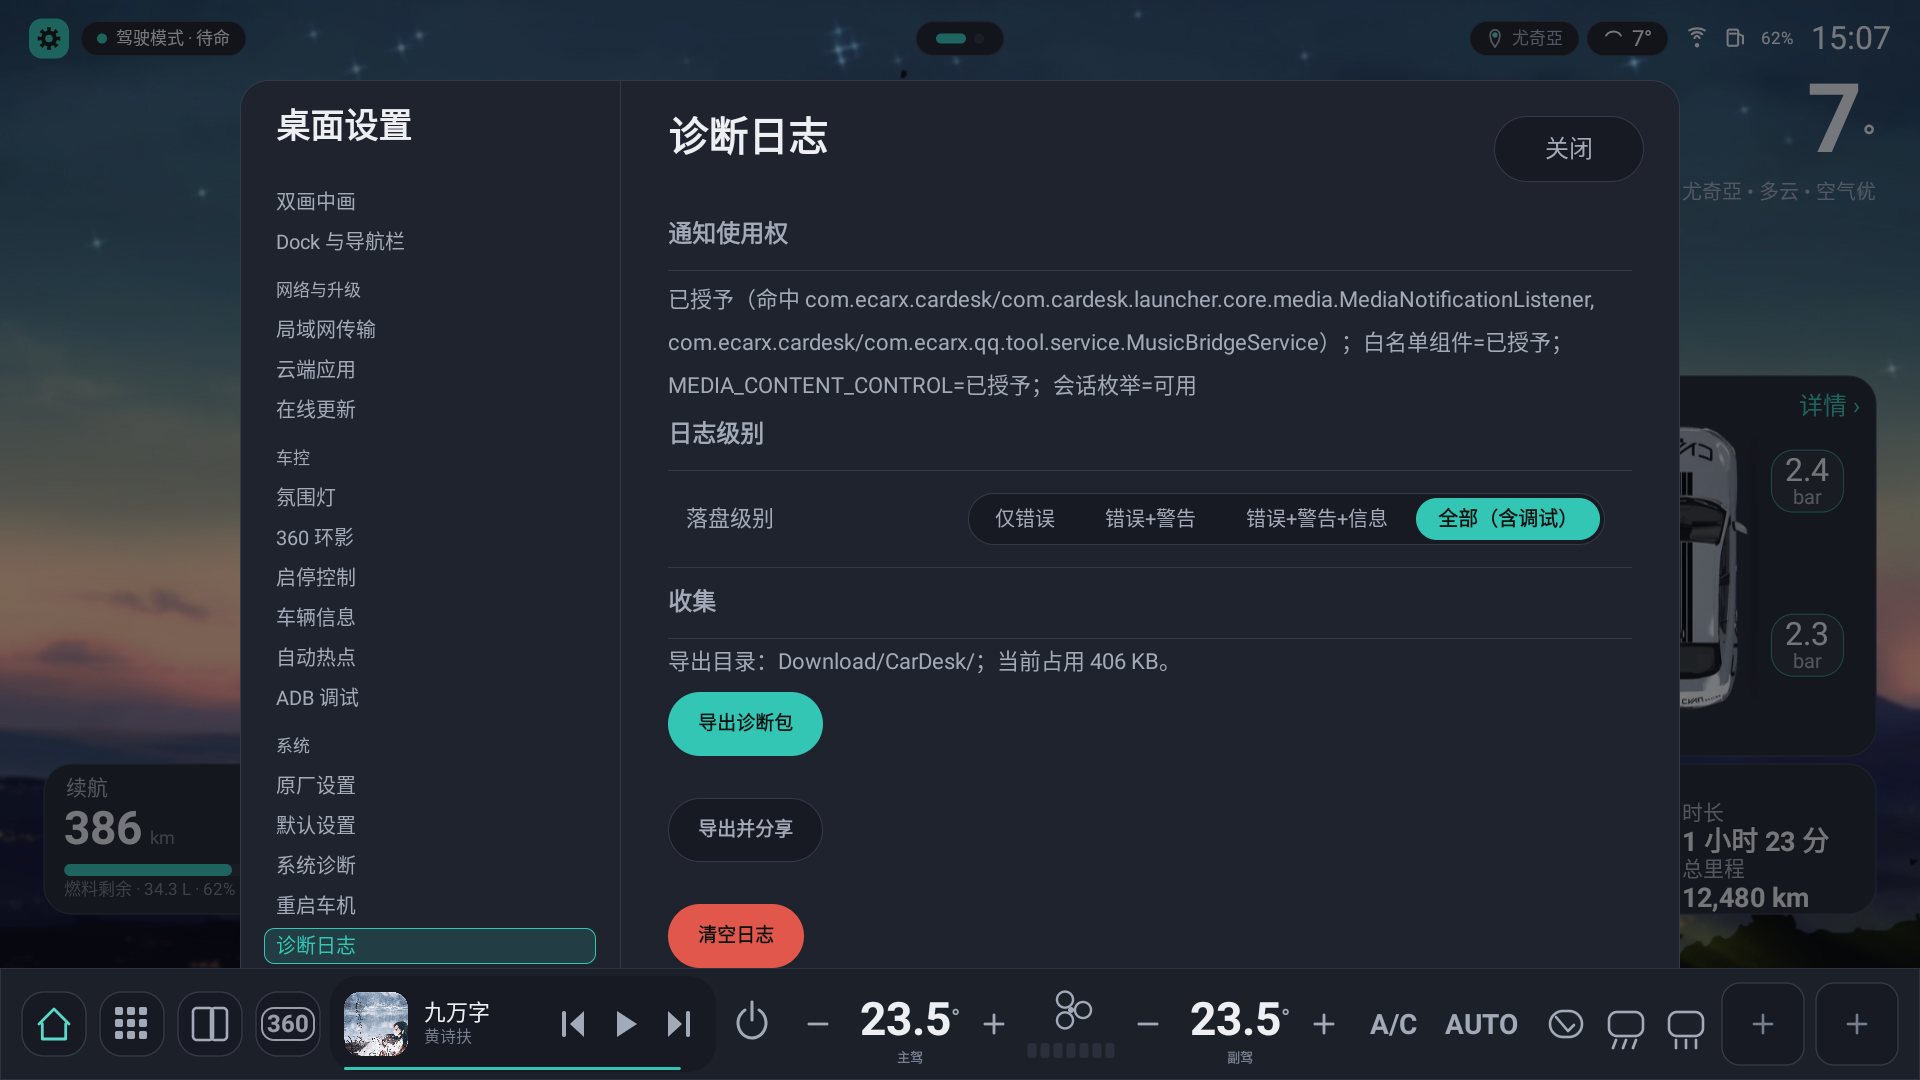 驾驶模式 · 待命
尤奇亞
7°
62%
15:07
7°
尤奇亞 • 多云 • 空气优
桌面设置
双画中画
Dock 与导航栏
网络与升级
局域网传输
云端应用
在线更新
车控
氛围灯
360 环影
启停控制
车辆信息
自动热点
ADB 调试
系统
原厂设置
默认设置
系统诊断
重启车机
诊断日志
诊断日志
关闭
通知使用权
已授予（命中 com.ecarx.cardesk/com.cardesk.launcher.core.media.MediaNotificationListener,
com.ecarx.cardesk/com.ecarx.qq.tool.service.MusicBridgeService）；白名单组件=已授予；
MEDIA_CONTENT_CONTROL=已授予；会话枚举=可用
日志级别
落盘级别
仅错误
错误+警告
错误+警告+信息
全部（含调试）
收集
导出目录：Download/CarDesk/；当前占用 406 KB。
导出诊断包
导出并分享
清空日志
详情 ›
2.4
bar
2.3
bar
续航
386 km
燃料剩余 · 34.3 L · 62%
时长
1 小时 23 分
总里程
12,480 km
360
九万字
黄诗扶
− 23.5° +
主驾
− 23.5° +
副驾
A/C
AUTO
+
+